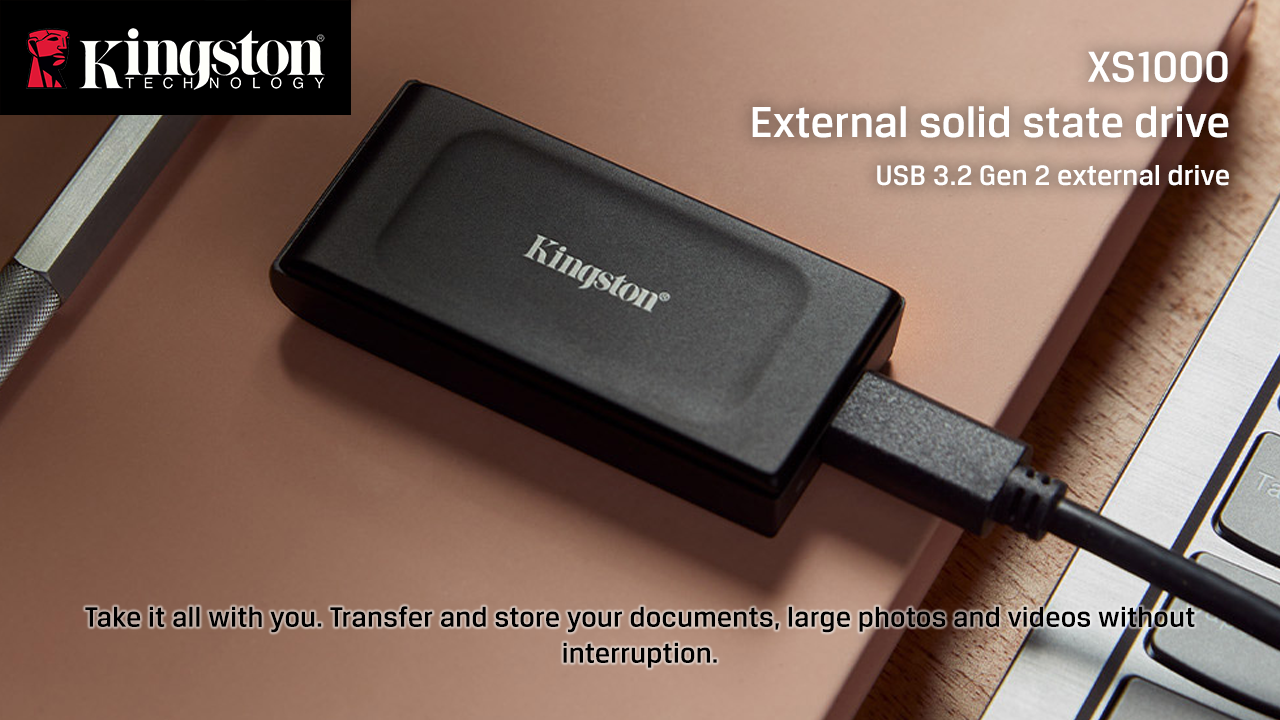 Kingston®
TECHNOLOGY
XS1000
External solid state drive
USB 3.2 Gen 2 external drive
Kingston®
Take it all with you. Transfer and store your documents, large photos and videos without
interruption.